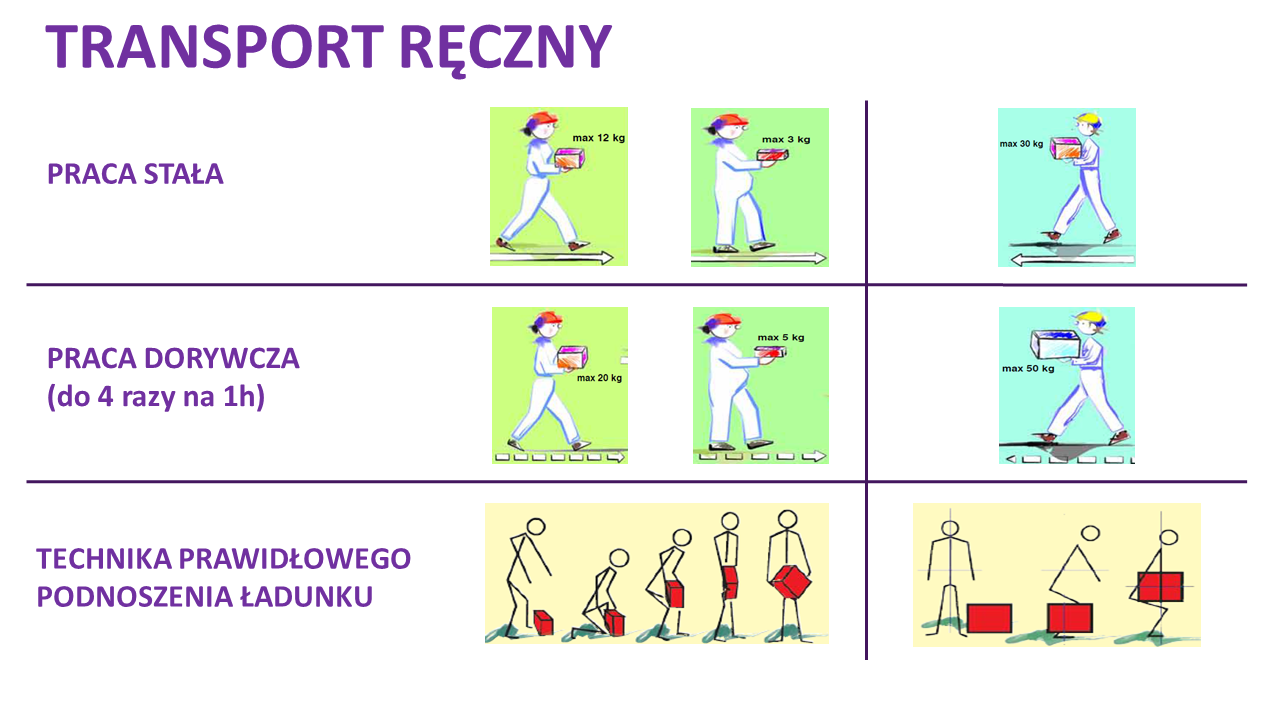 TRANSPORT RĘCZNY
PRACA STAŁA
max 12 kg
max 3 kg
max 30 kg
PRACA DORYWCZA
(do 4 razy na 1h)
max 20 kg
max 5 kg
max 50 kg
TECHNIKA PRAWIDŁOWEGO
PODNOSZENIA ŁADUNKU